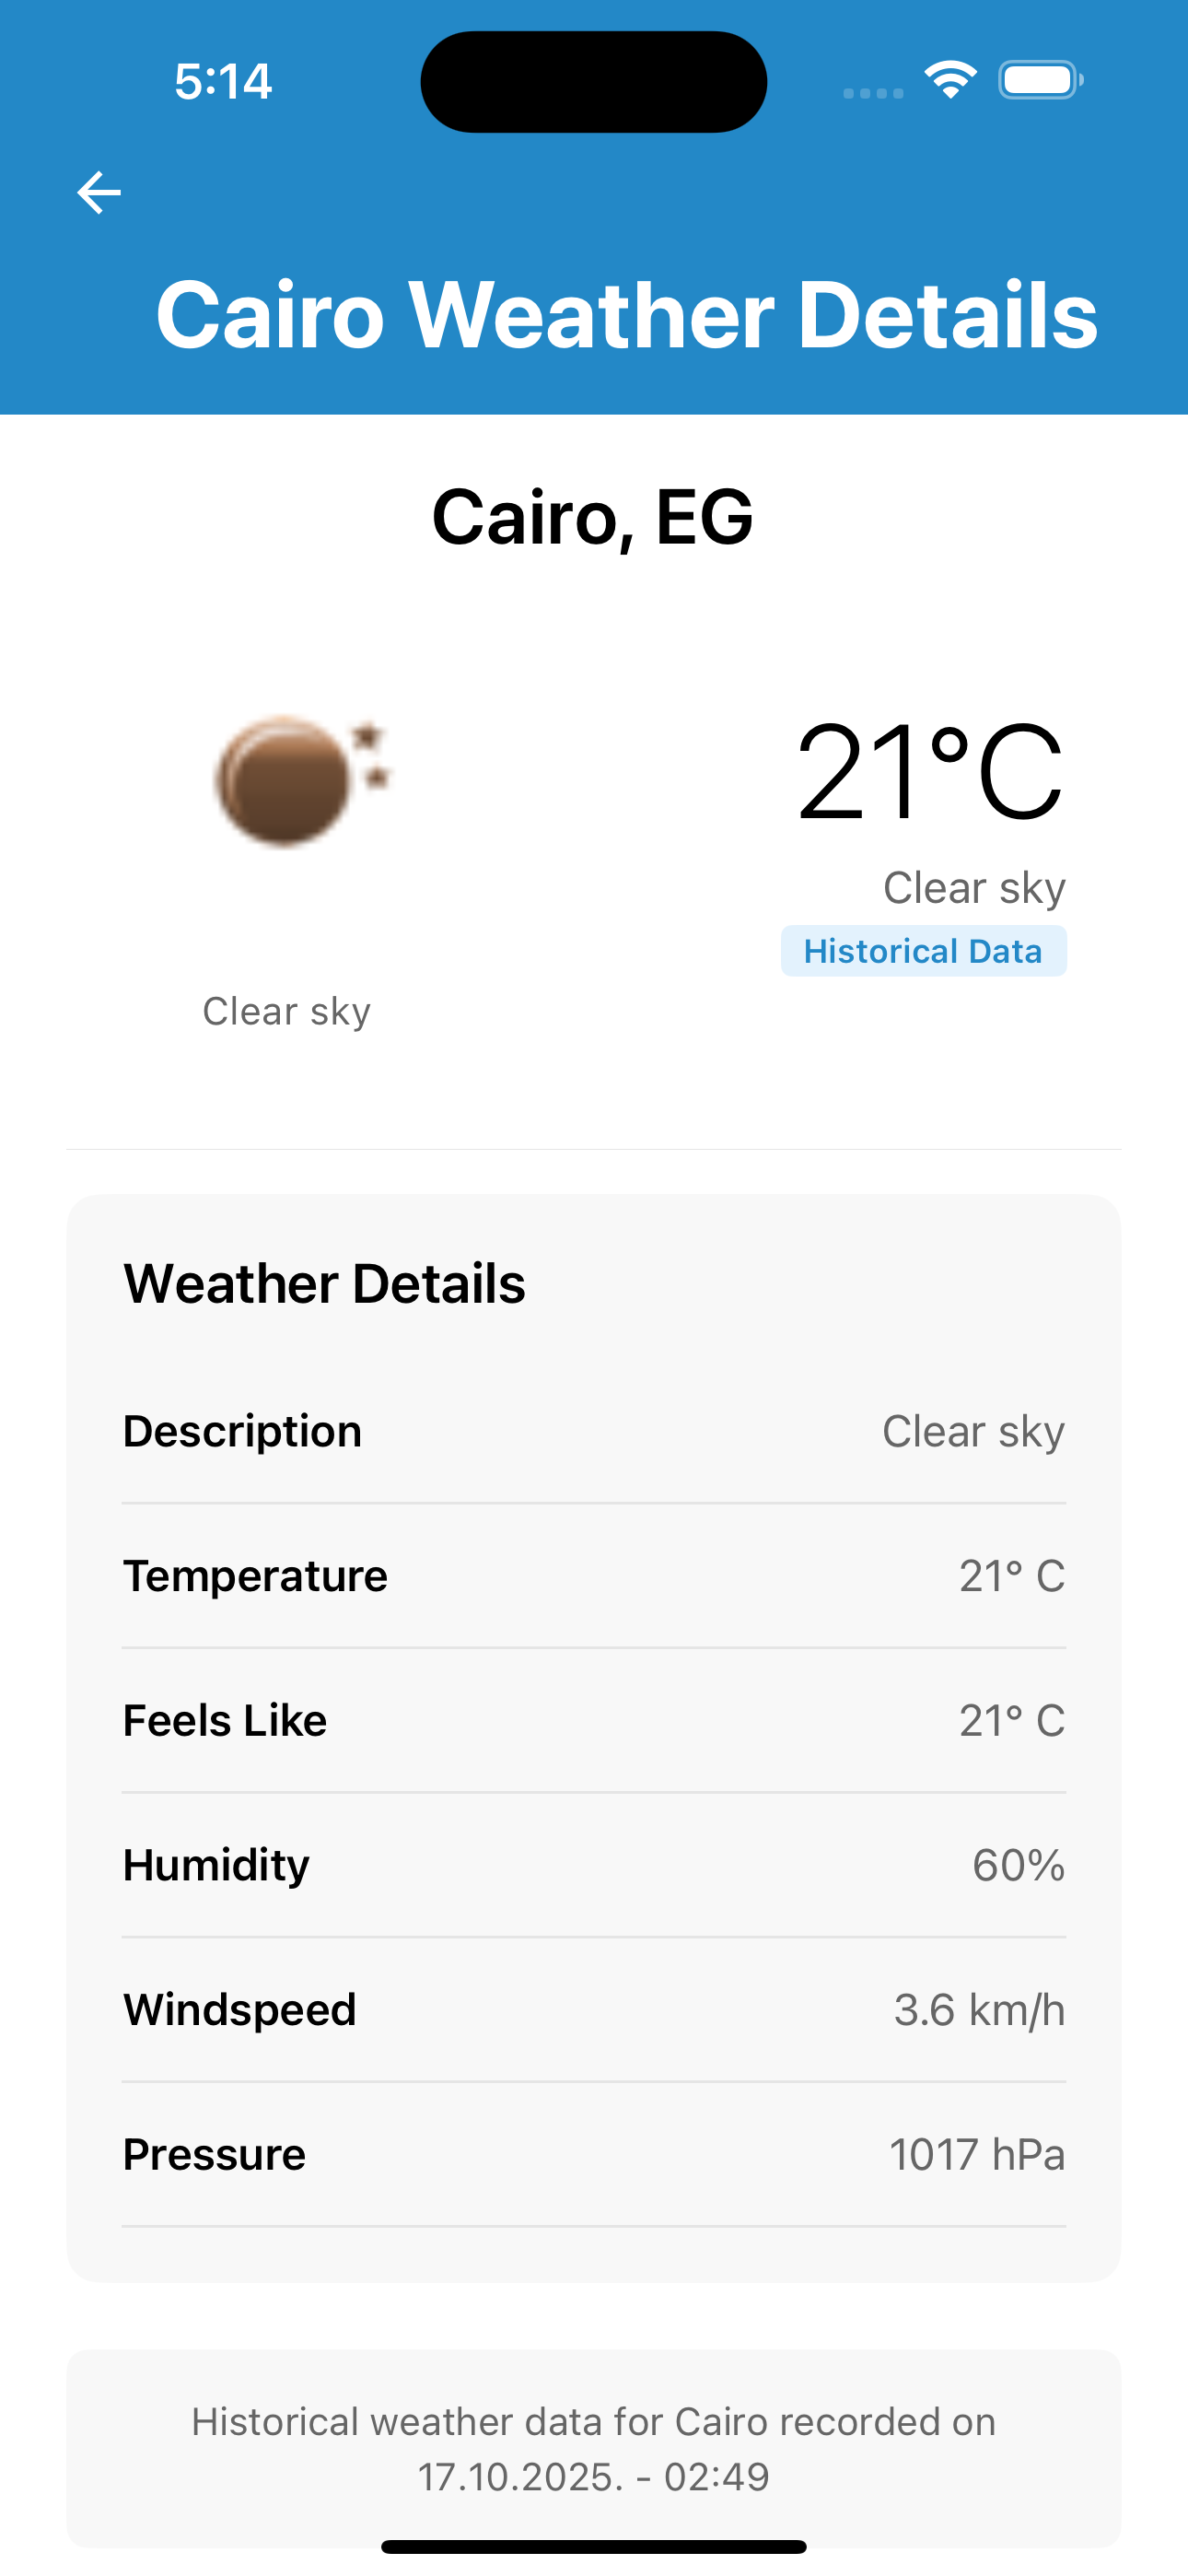 5:14
Cairo Weather Details
Cairo, EG
21°C
Clear sky
Historical Data
Clear sky
Weather Details
Description Clear sky
Temperature 21° C
Feels Like 21° C
Humidity 60%
Windspeed 3.6 km/h
Pressure 1017 hPa
Historical weather data for Cairo recorded on
17.10.2025. - 02:49